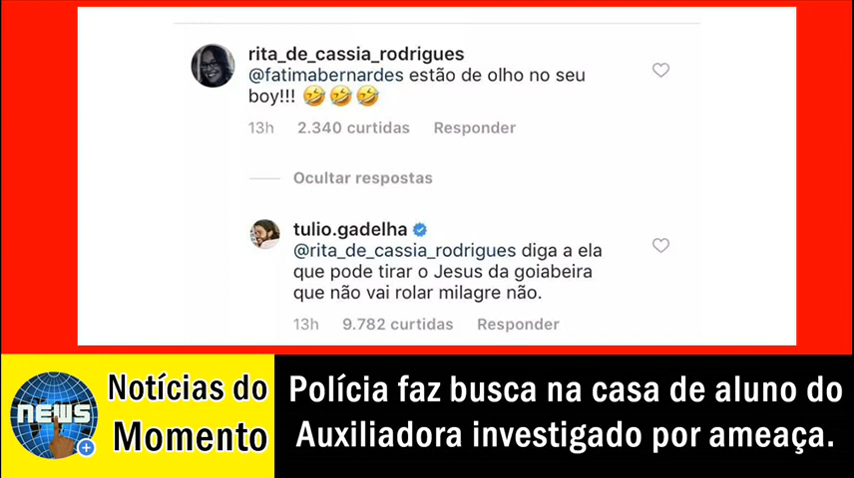 rita_de_cassia_rodrigues
@fatimabernardes estão de olho no seu
boy!!! 🤣🤣🤣
13h 2.340 curtidas Responder
Ocultar respostas
tulio.gadelha
@rita_de_cassia_rodrigues diga a ela
que pode tirar o Jesus da goiabeira
que não vai rolar milagre não.
13h 9.782 curtidas Responder
NEWS
Notícias do
Momento
Polícia faz busca na casa de aluno do
Auxiliadora investigado por ameaça.